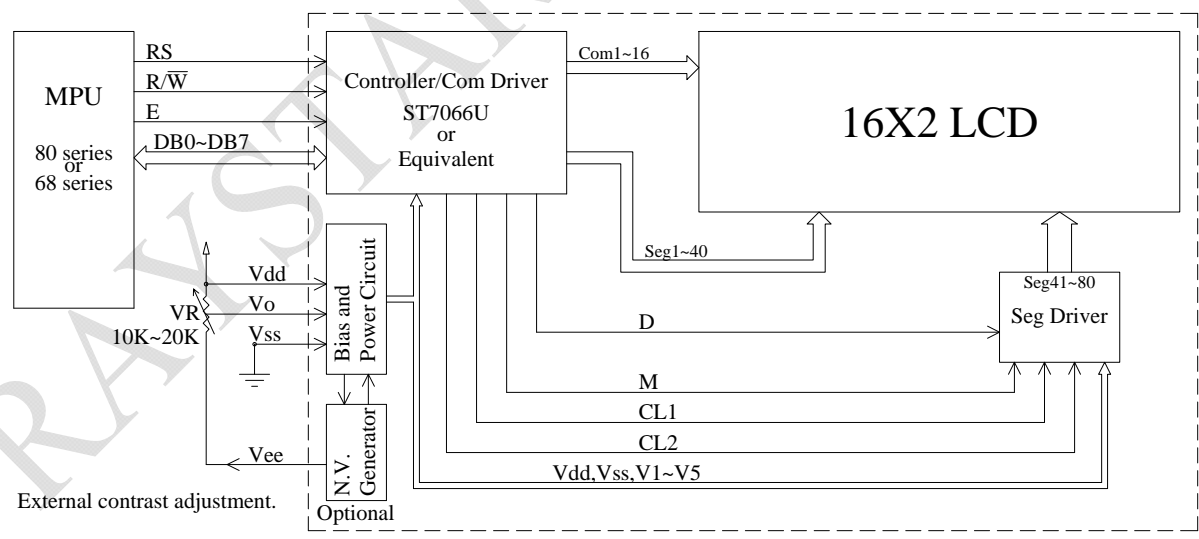 RS
R/W̅
E
DB0~DB7
MPU
80 series
or
68 series
Controller/Com Driver
ST7066U
or
Equivalent
Com1~16
16X2 LCD
Seg1~40
Seg41~80
Seg Driver
Vdd
Vo
VR
10K~20K
Vss
Bias and
Power Circuit
D
M
CL1
CL2
Vdd,Vss,V1~V5
Vee
N.V.
Generator
Optional
External contrast adjustment.
RAYSTAR